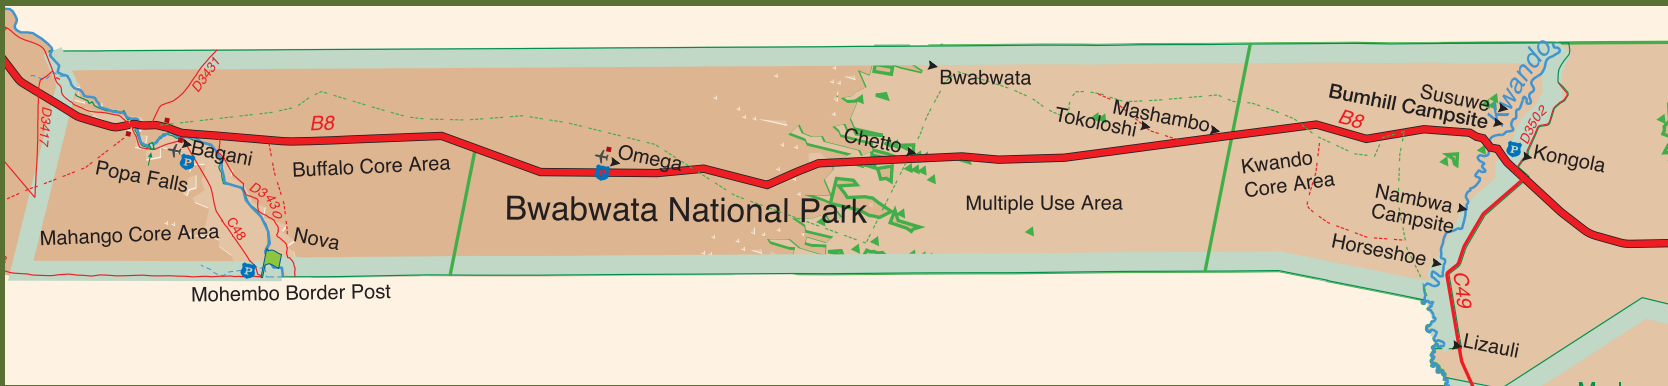 D3431
Bwabwata
D3417
B8
Chetto
Tokoloshi
Mashambo
Susuwe
Bumhill Campsite
B8
Kwando
D3502
Bagani
Popa Falls
Buffalo Core Area
Omega
P
P
P
Kongola
Kwando
Core Area
D3430
C48
Bwabwata National Park
Multiple Use Area
Nambwa
Campsite
Mahango Core Area
Nova
Horseshoe
P
Mohembo Border Post
C49
Lizauli